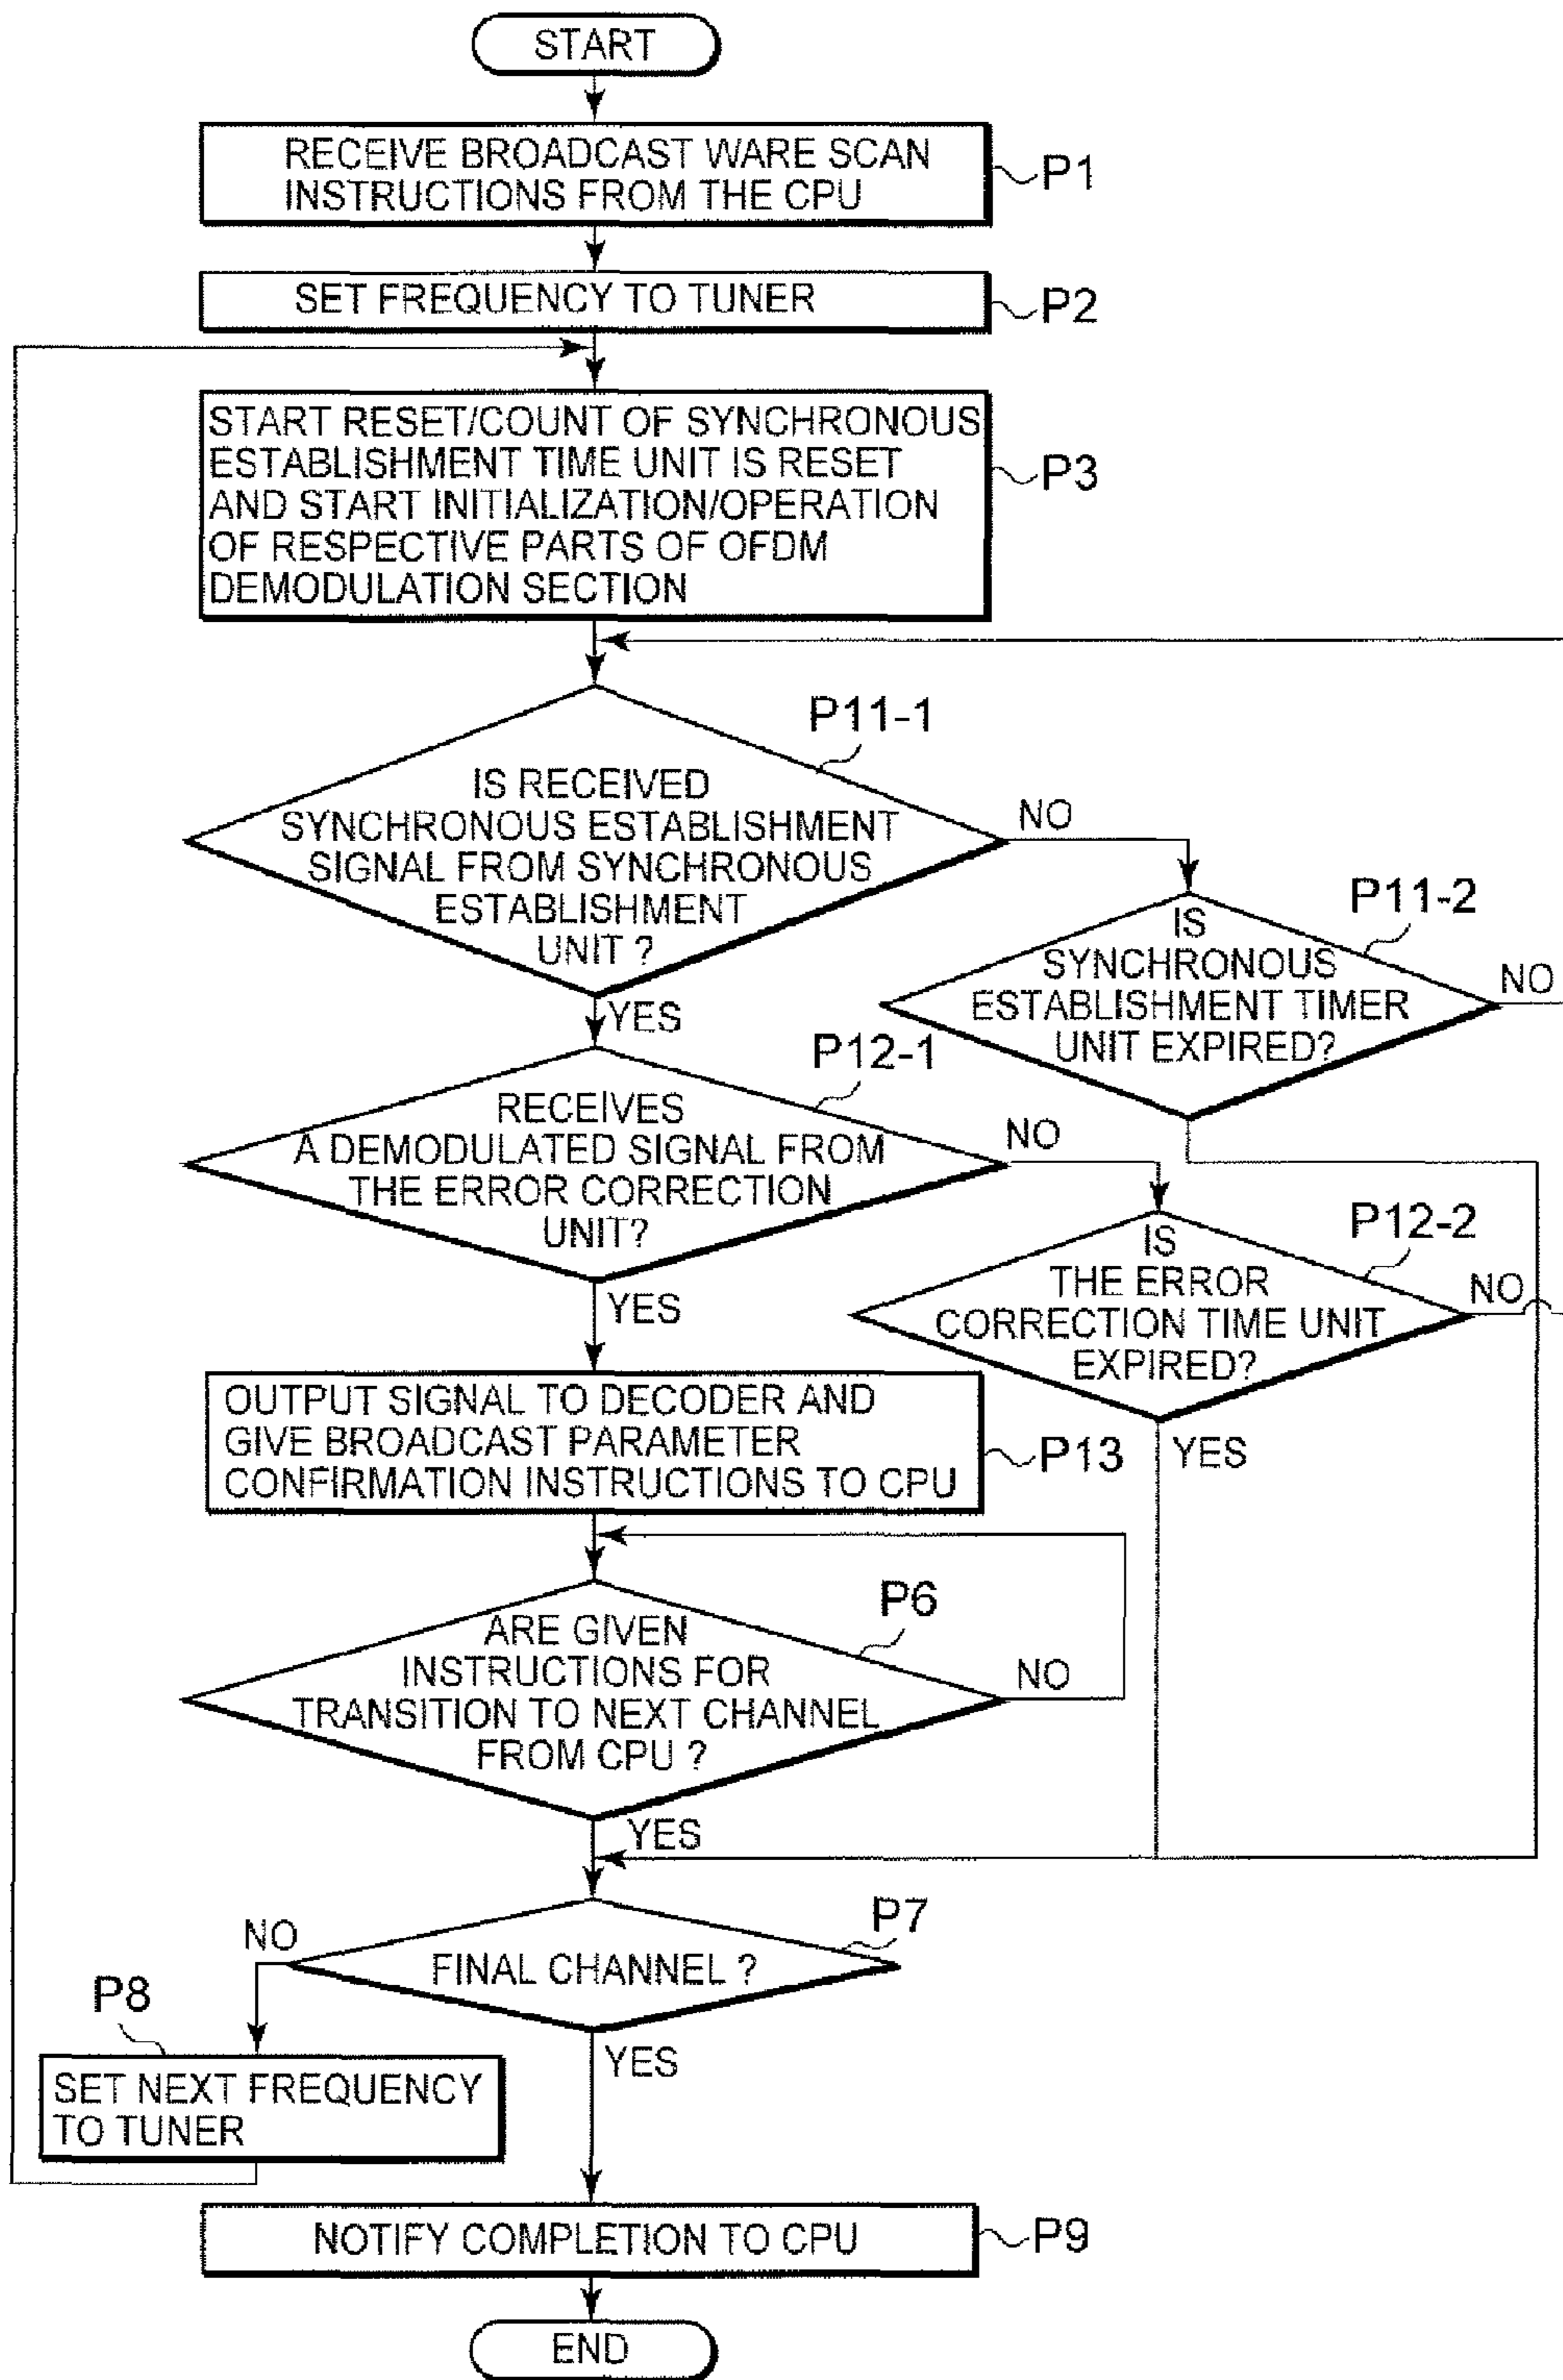 START
RECEIVE BROADCAST WARE SCAN
INSTRUCTIONS FROM THE CPU
P1
SET FREQUENCY TO TUNER
P2
START RESET/COUNT OF SYNCHRONOUS
ESTABLISHMENT TIME UNIT IS RESET
AND START INITIALIZATION/OPERATION
OF RESPECTIVE PARTS OF OFDM
DEMODULATION SECTION
P3
P11-1
IS RECEIVED
SYNCHRONOUS ESTABLISHMENT
SIGNAL FROM SYNCHRONOUS
ESTABLISHMENT
UNIT ?
NO
YES
P11-2
IS
SYNCHRONOUS
ESTABLISHMENT TIMER
UNIT EXPIRED?
NO
P12-1
RECEIVES
A DEMODULATED SIGNAL FROM
THE ERROR CORRECTION
UNIT?
NO
YES
P12-2
IS
THE ERROR
CORRECTION TIME UNIT
EXPIRED?
NO
YES
OUTPUT SIGNAL TO DECODER AND
GIVE BROADCAST PARAMETER
CONFIRMATION INSTRUCTIONS TO CPU
P13
P6
ARE GIVEN
INSTRUCTIONS FOR
TRANSITION TO NEXT CHANNEL
FROM CPU ?
NO
YES
P7
FINAL CHANNEL ?
NO
YES
P8
SET NEXT FREQUENCY
TO TUNER
NOTIFY COMPLETION TO CPU
P9
END